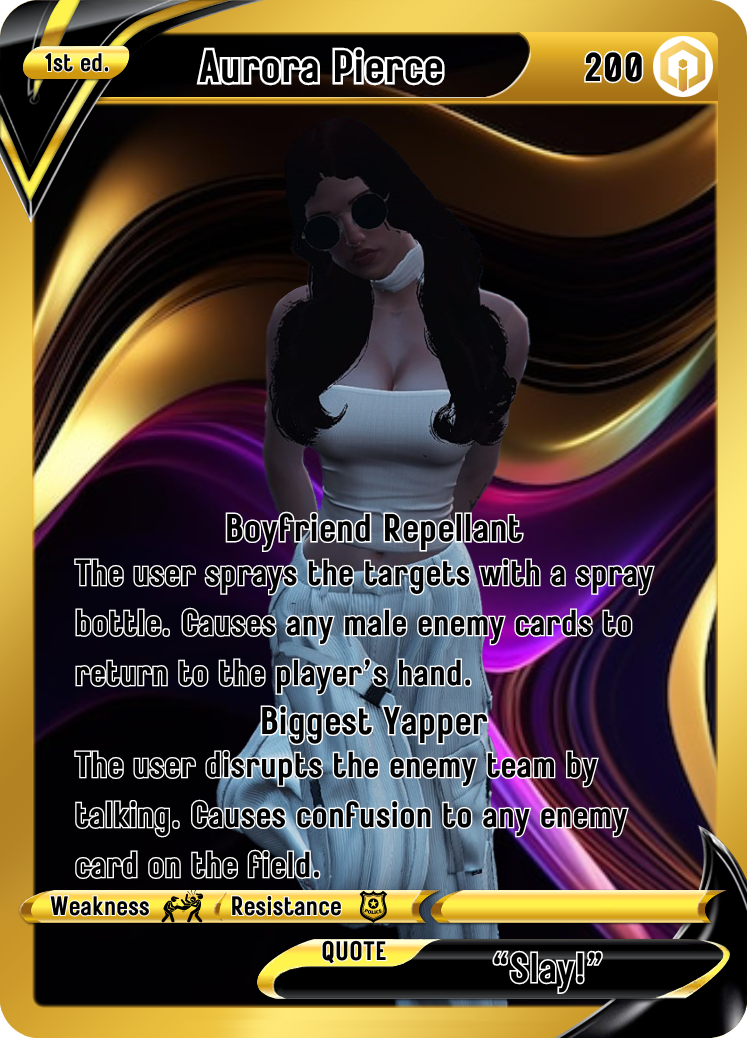 1st ed.
Aurora Pierce
200
Boyfriend Repellant
The user sprays the targets with a spray
bottle. Causes any male enemy cards to
return to the player's hand.
Biggest Yapper
The user disrupts the enemy team by
talking. Causes confusion to any enemy
card on the field.
Weakness
Resistance
POLICE
QUOTE
“Slay!”